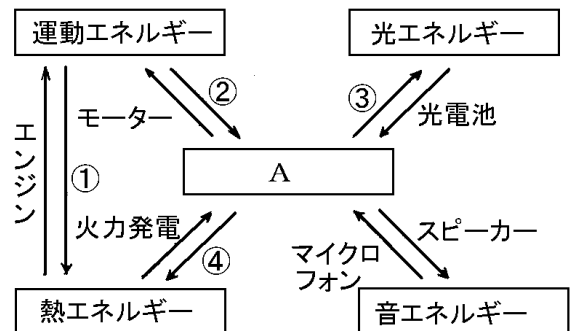 運動エネルギー
光エネルギー
②
③
モーター
光電池
エンジン
①
A
火力発電
④
スピーカー
マイクロ
フォン
熱エネルギー
音エネルギー